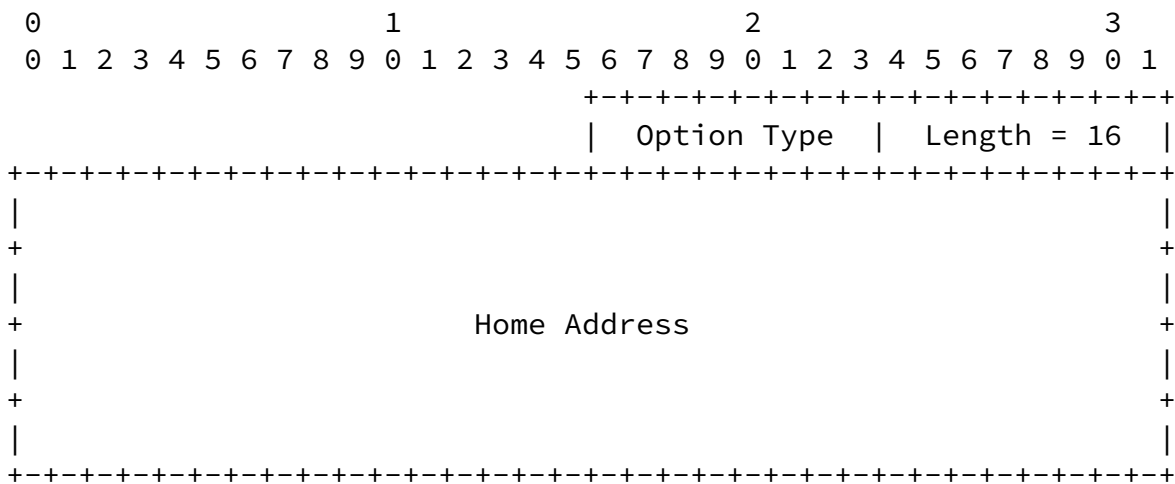 0                   1                   2                   3
 0 1 2 3 4 5 6 7 8 9 0 1 2 3 4 5 6 7 8 9 0 1 2 3 4 5 6 7 8 9 0 1
                                +-+-+-+-+-+-+-+-+-+-+-+-+-+-+-+-+
                                |  Option Type  |  Length = 16  |
+-+-+-+-+-+-+-+-+-+-+-+-+-+-+-+-+-+-+-+-+-+-+-+-+-+-+-+-+-+-+-+-+
|                                                               |
+                                                               +
|                                                               |
+                         Home Address                          +
|                                                               |
+                                                               +
|                                                               |
+-+-+-+-+-+-+-+-+-+-+-+-+-+-+-+-+-+-+-+-+-+-+-+-+-+-+-+-+-+-+-+-+